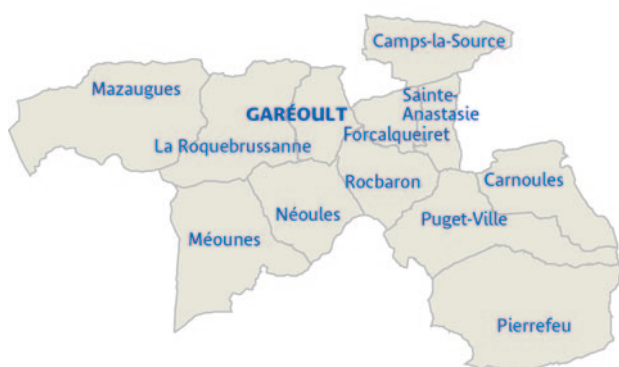 Camps-la-Source
Mazaugues
Sainte-
Anastasie
GARÉOULT
Forcalqueiret
La Roquebrussanne
Rocbaron
Carnoules
Néoules
Puget-Ville
Méounes
Pierrefeu